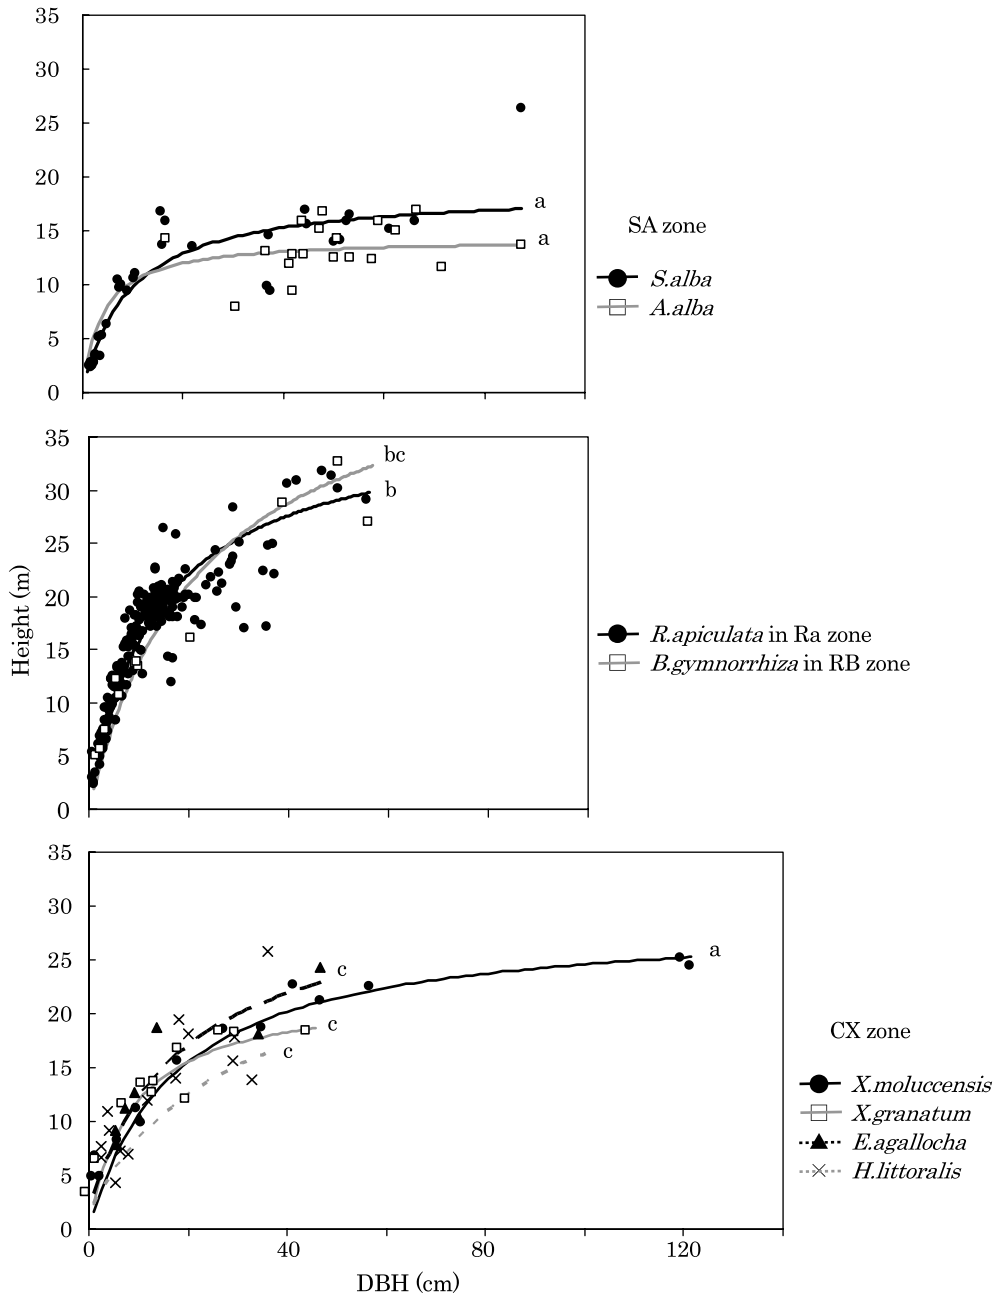 35
30
25
20
15
10
5
0
a
a
SA zone
S.alba
A.alba
35
30
25
20
15
10
5
0
bc
b
Height (m)
R.apiculata in Ra zone
B.gymnorrhiza in RB zone
35
30
25
20
15
10
5
0
c
a
c
c
CX zone
X.moluccensis
X.granatum
E.agallocha
H.littoralis
0 40 80 120
DBH (cm)